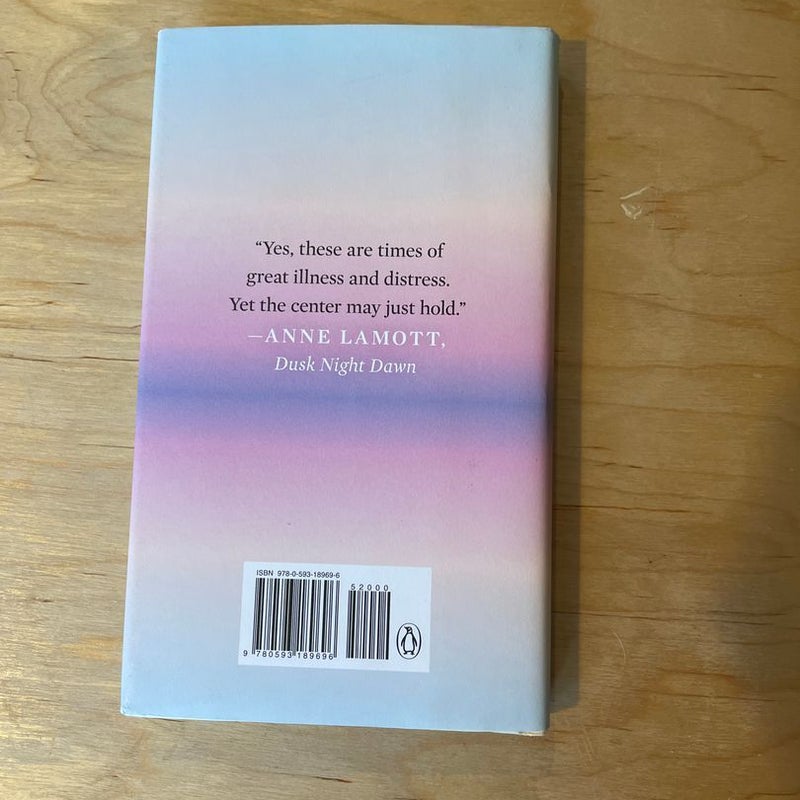 “Yes, these are times of
great illness and distress.
Yet the center may just hold.”
—ANNE LAMOTT,
Dusk Night Dawn
ISBN 978-0-593-18969-6
52000
9 780593 189696